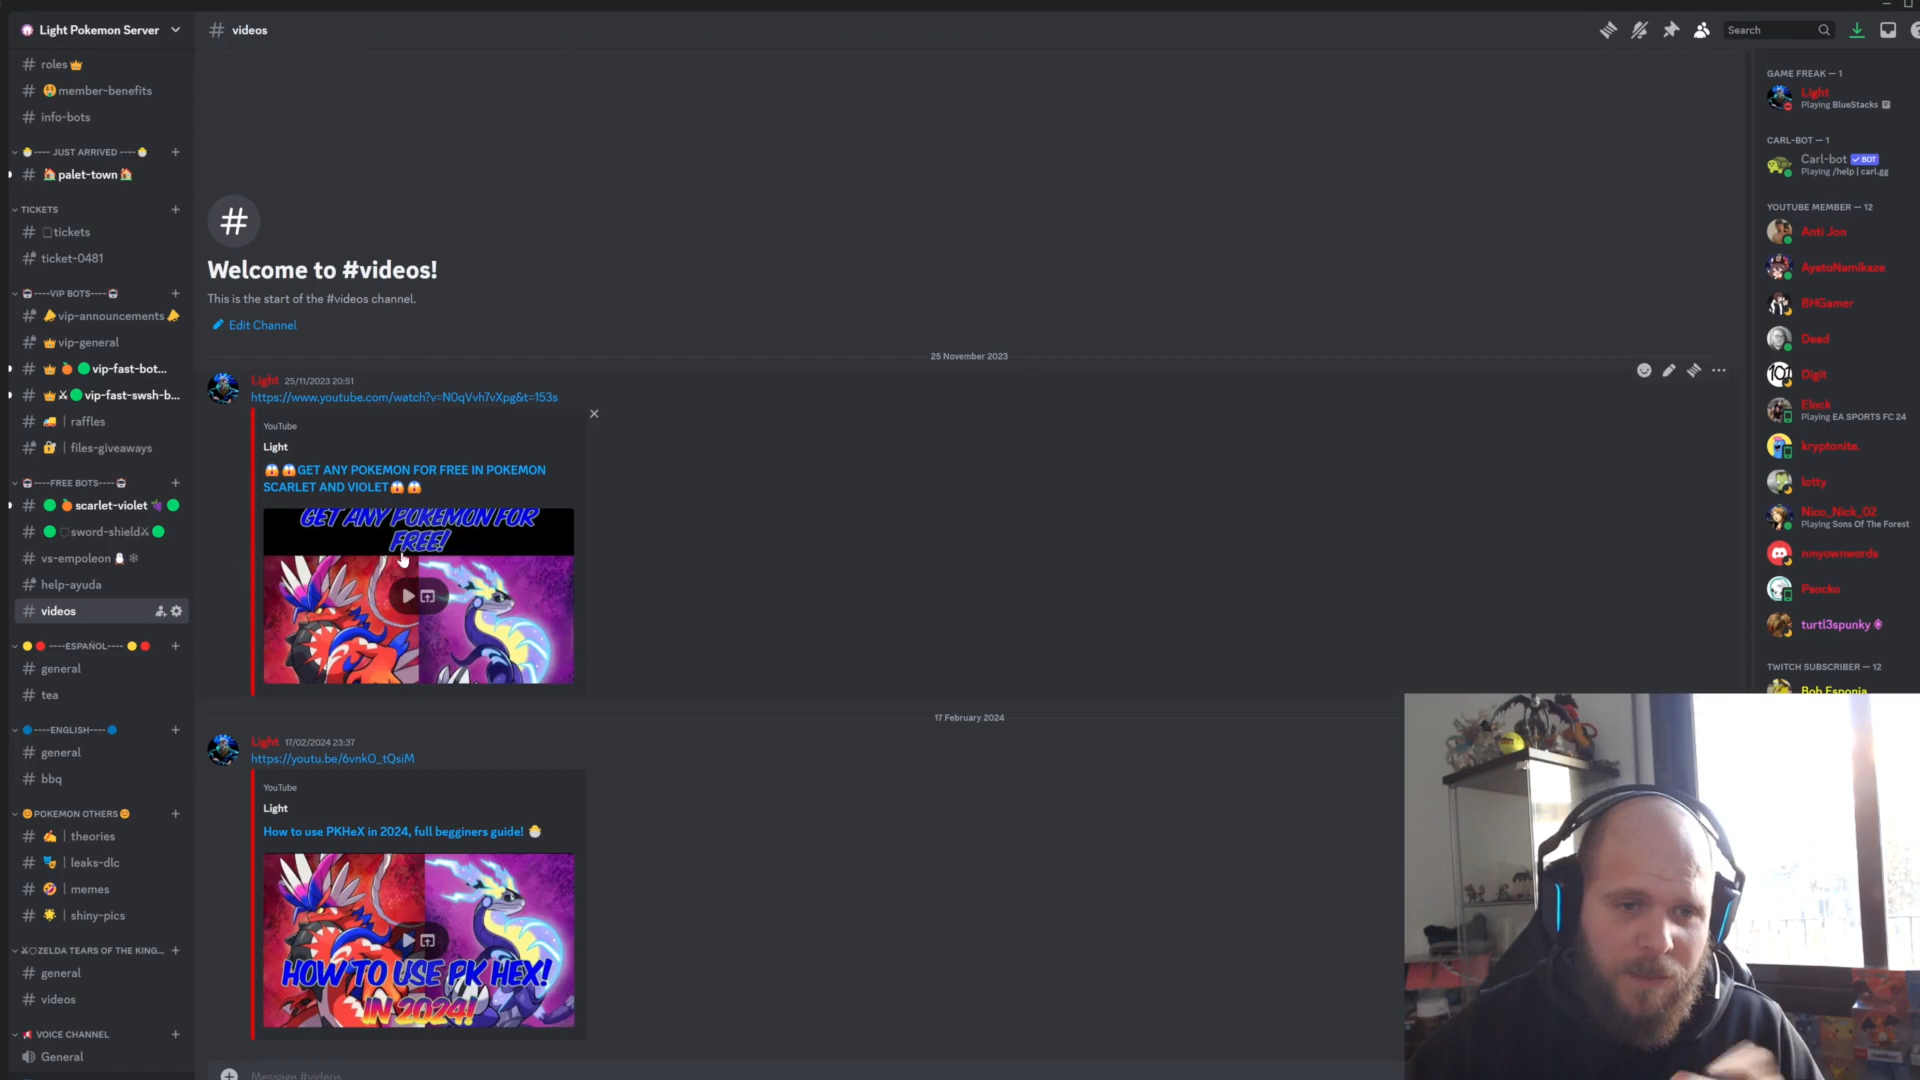 Light Pokemon Server
videos
Search
roles
member-benefits
info-bots
---- JUST ARRIVED ----
palet-town
TICKETS
tickets
ticket-0481
----VIP BOTS----
vip-announcements
vip-general
vip-fast-bot...
vip-fast-swsh-b...
| raffles
| files-giveaways
----FREE BOTS----
scarlet-violet
sword-shield
vs-empoleon
help-ayuda
videos
----ESPAÑOL----
general
tea
----ENGLISH----
general
bbq
POKEMON OTHERS
| theories
| leaks-dlc
| memes
| shiny-pics
ZELDA TEARS OF THE KING...
general
videos
VOICE CHANNEL
General
Welcome to #videos!
This is the start of the #videos channel.
Edit Channel
25 November 2023
Light 25/11/2023 20:51
https://www.youtube.com/watch?v=N0qVvh7vXpg&t=153s
YouTube
Light
GET ANY POKEMON FOR FREE IN POKEMON
SCARLET AND VIOLET
GET ANY POKEMON FOR
FREE!
17 February 2024
Light 17/02/2024 23:37
https://youtu.be/6vnkO_tQsiM
YouTube
Light
How to use PKHeX in 2024, full begginers guide!
HOW TO USE PK HEX!
IN 2024!
Message #videos
GAME FREAK — 1
Light
Playing BlueStacks
CARL-BOT — 1
Carl-bot BOT
Playing /help | carl.gg
YOUTUBE MEMBER — 12
Anti Jon
AyatoNamikaze
BHGamer
Dead
Digit
Elock
Playing EA SPORTS FC 24
kryptonite.
lotty
Nico_Nick_02
Playing Sons Of The Forest
nmyownwords
Psocko
turtl3spunky
TWITCH SUBSCRIBER — 12
Bob Esponja